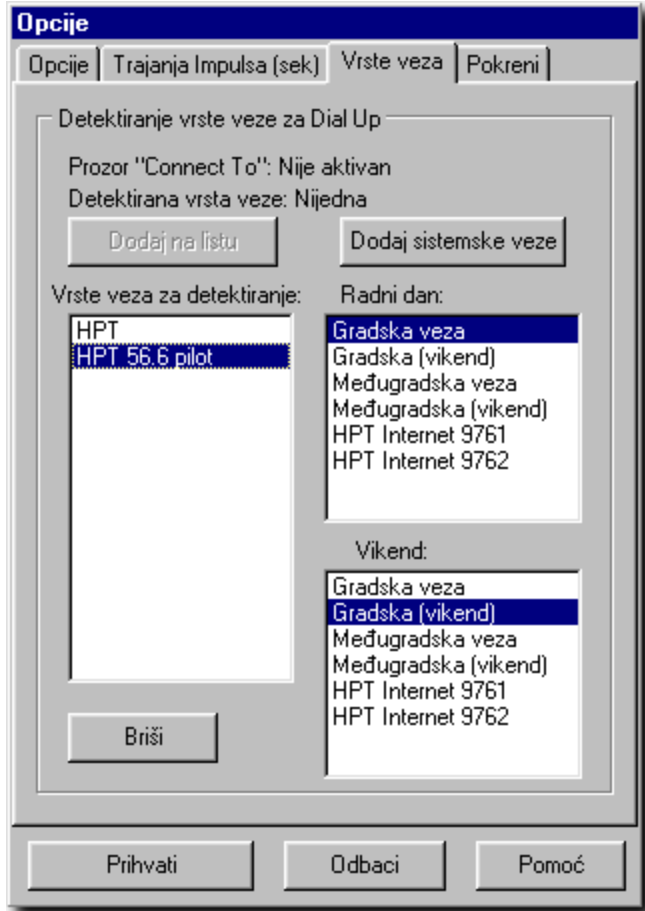 Opcije
Opcije Trajanja Impulsa (sek) Vrste veza Pokreni
Detektiranje vrste veze za Dial Up
Prozor "Connect To": Nije aktivan
Detektirana vrsta veze: Nijedna
Dodaj na listu Dodaj sistemske veze
Vrste veza za detektiranje:
HPT
HPT 56.6 pilot
Radni dan:
Gradska veza
Gradska (vikend)
Međugradska veza
Međugradska (vikend)
HPT Internet 9761
HPT Internet 9762
Vikend:
Gradska veza
Gradska (vikend)
Međugradska veza
Međugradska (vikend)
HPT Internet 9761
HPT Internet 9762
Briši
Prihvati Odbaci Pomoć